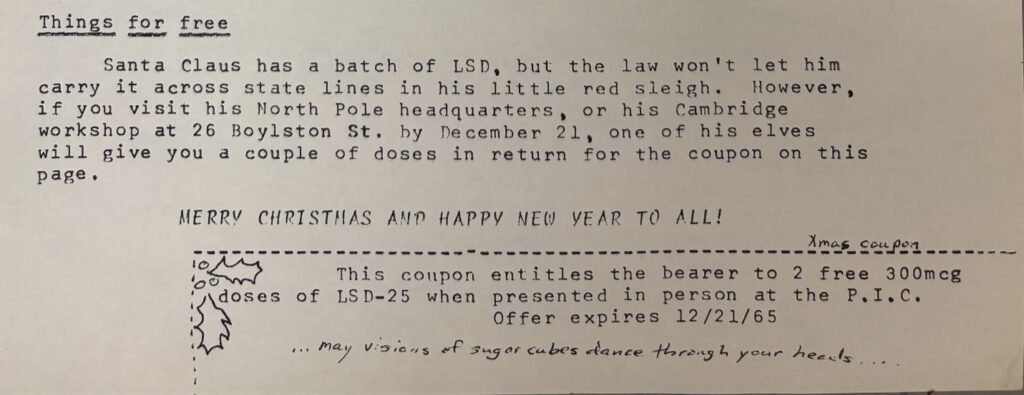 Things for free
Santa Claus has a batch of LSD, but the law won't let him
carry it across state lines in his little red sleigh. However,
if you visit his North Pole headquarters, or his Cambridge
workshop at 26 Boylston St. by December 21, one of his elves
will give you a couple of doses in return for the coupon on this
page.
MERRY CHRISTMAS AND HAPPY NEW YEAR TO ALL!
Xmas coupon
This coupon entitles the bearer to 2 free 300mcg
doses of LSD-25 when presented in person at the P.I.C.
Offer expires 12/21/65
...may visions of sugar cubes dance through your heads....